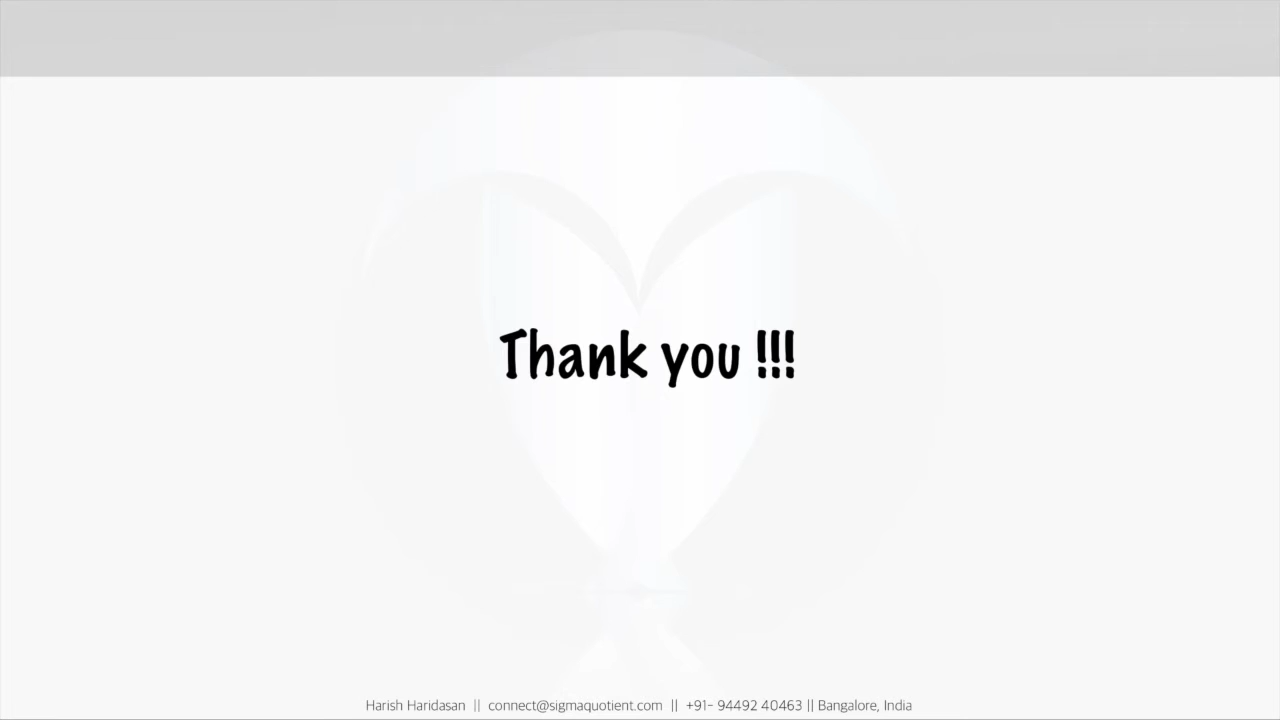 Thank you !!!
Harish Haridasan || connect@sigmaquotient.com || +91- 94492 40463 || Bangalore, India